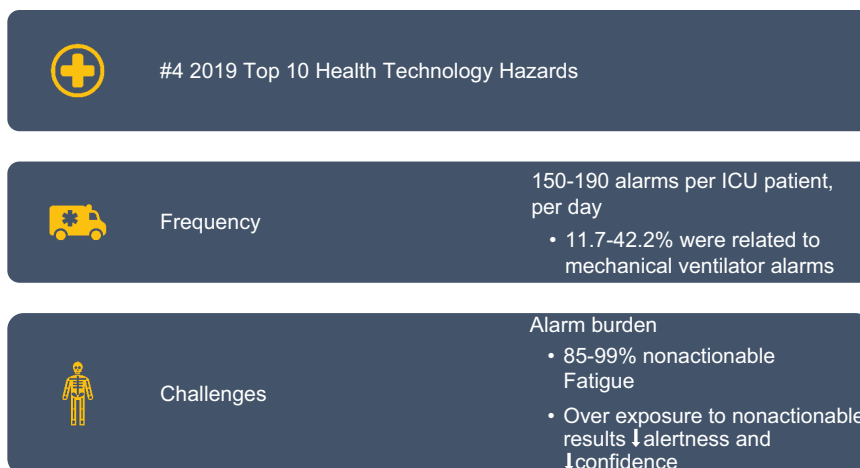 #4 2019 Top 10 Health Technology Hazards
Frequency
150-190 alarms per ICU patient,
per day
• 11.7-42.2% were related to
mechanical ventilator alarms
Challenges
Alarm burden
• 85-99% nonactionable
Fatigue
• Over exposure to nonactionable
results ⬇alertness and
⬇confidence